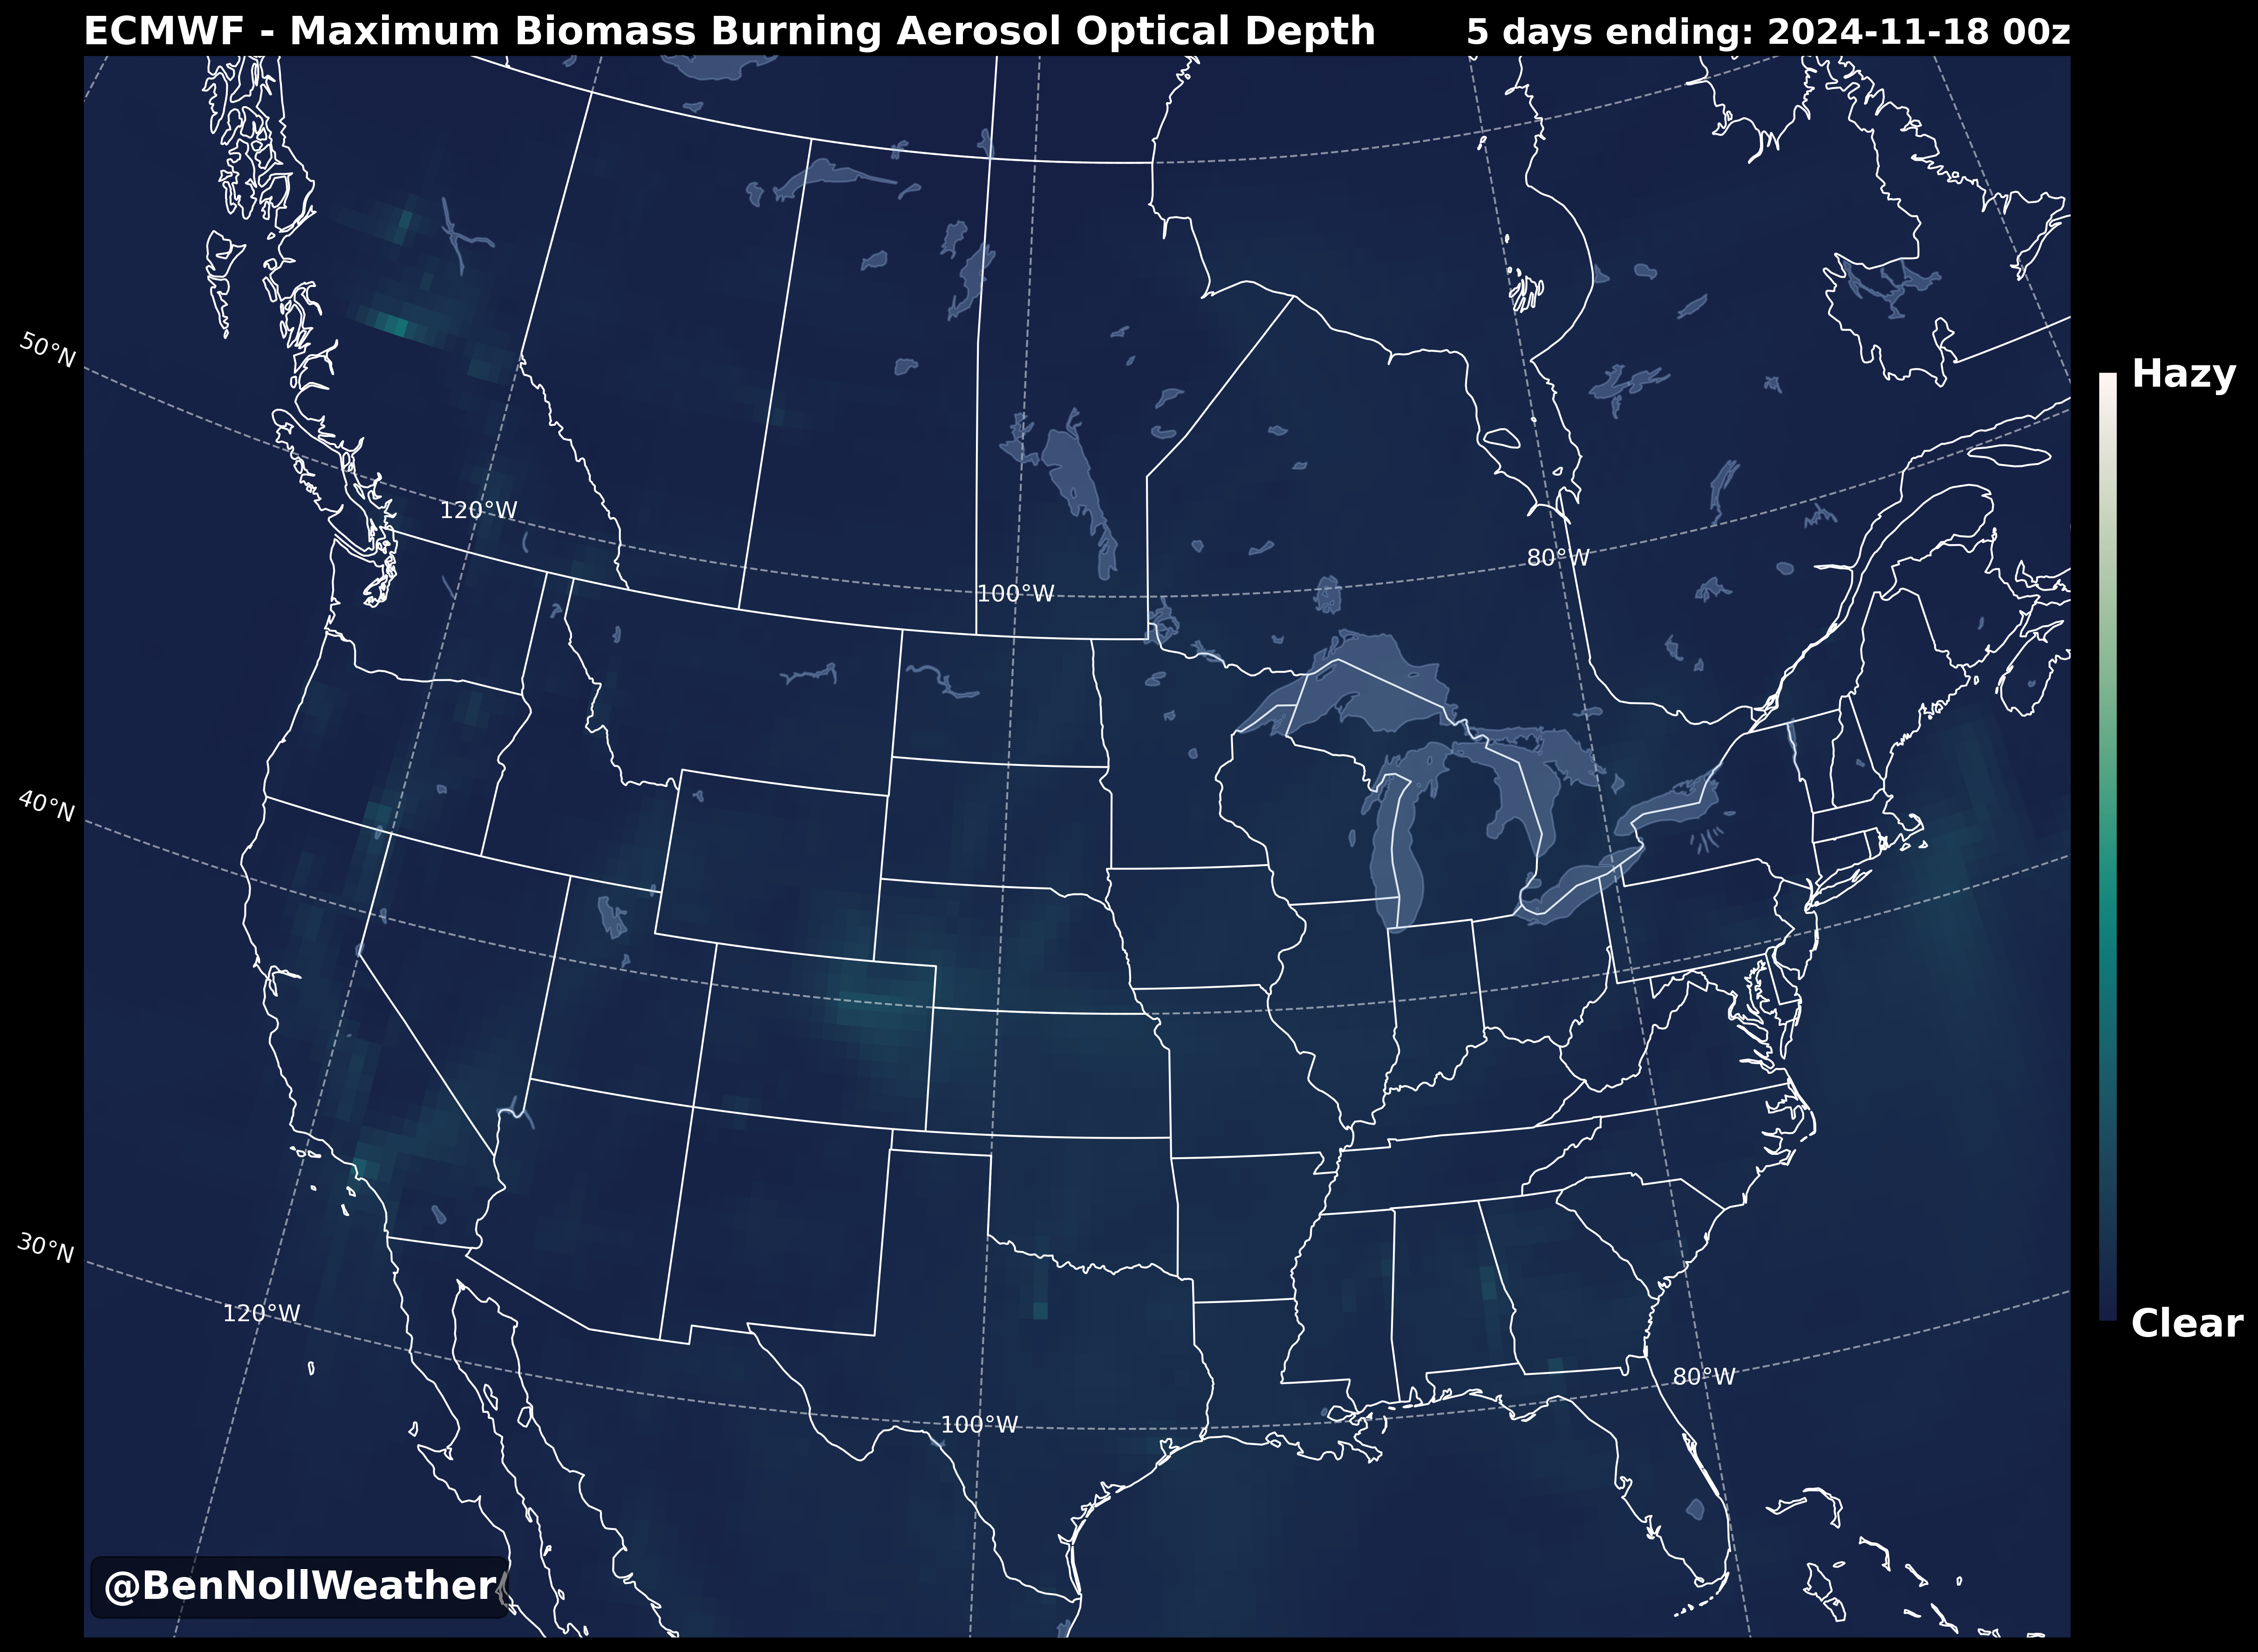 ECMWF - Maximum Biomass Burning Aerosol Optical Depth
5 days ending: 2024-11-18 00z
50°N
Hazy
120°W
80°W
100°W
40°N
30°N
120°W
Clear
80°W
100°W
@BenNollWeather